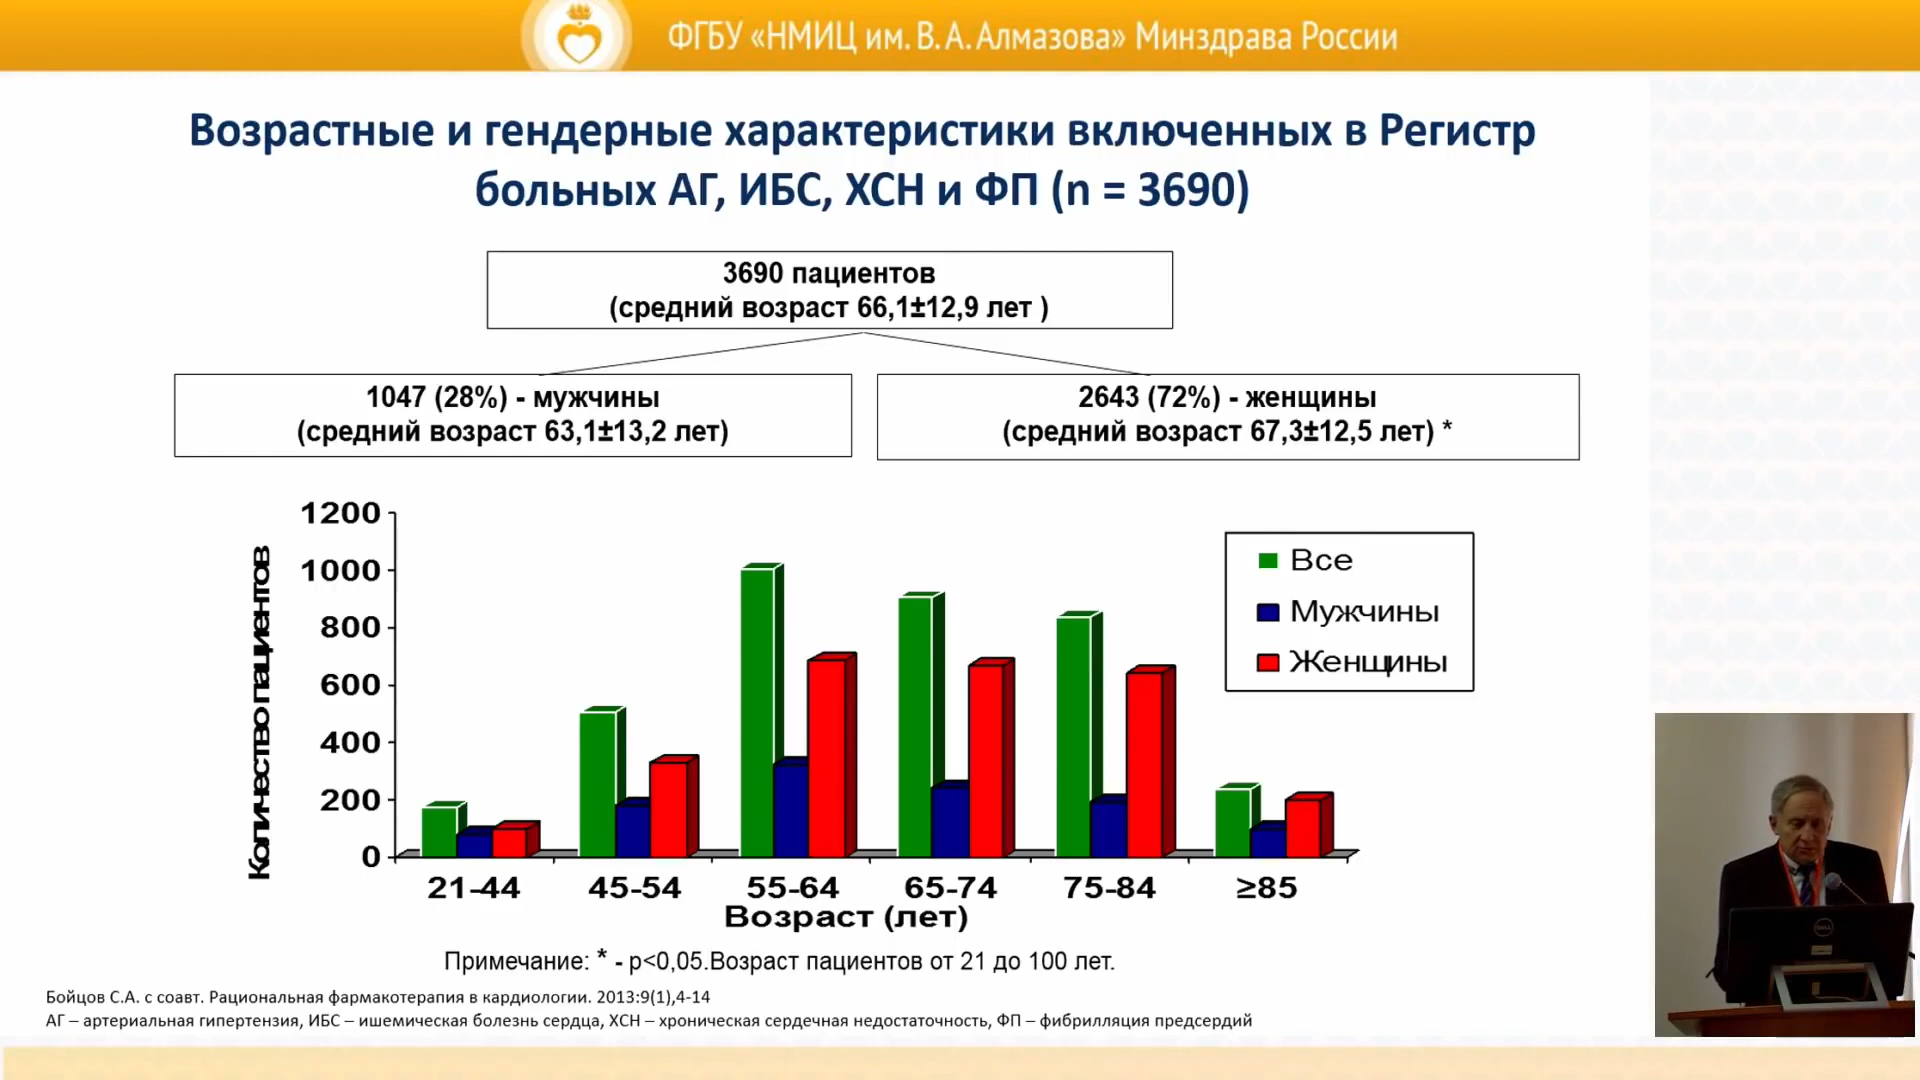 ФГБУ «НМИЦ им. В. А. Алмазова» Минздрава России
Возрастные и гендерные характеристики включенных в Регистр
больных АГ, ИБС, ХСН и ФП (n = 3690)
3690 пациентов
(средний возраст 66,1±12,9 лет )
1047 (28%) - мужчины
(средний возраст 63,1±13,2 лет)
2643 (72%) - женщины
(средний возраст 67,3±12,5 лет) *
Количество пациентов
1200
1000
800
600
400
200
0
21-44
45-54
55-64
65-74
75-84
≥85
Возраст (лет)
Все
Мужчины
Женщины
Примечание: * - p<0,05.Возраст пациентов от 21 до 100 лет.
Бойцов С.А. с соавт. Рациональная фармакотерапия в кардиологии. 2013:9(1),4-14
АГ – артериальная гипертензия, ИБС – ишемическая болезнь сердца, ХСН – хроническая сердечная недостаточность, ФП – фибрилляция предсердий
DELL